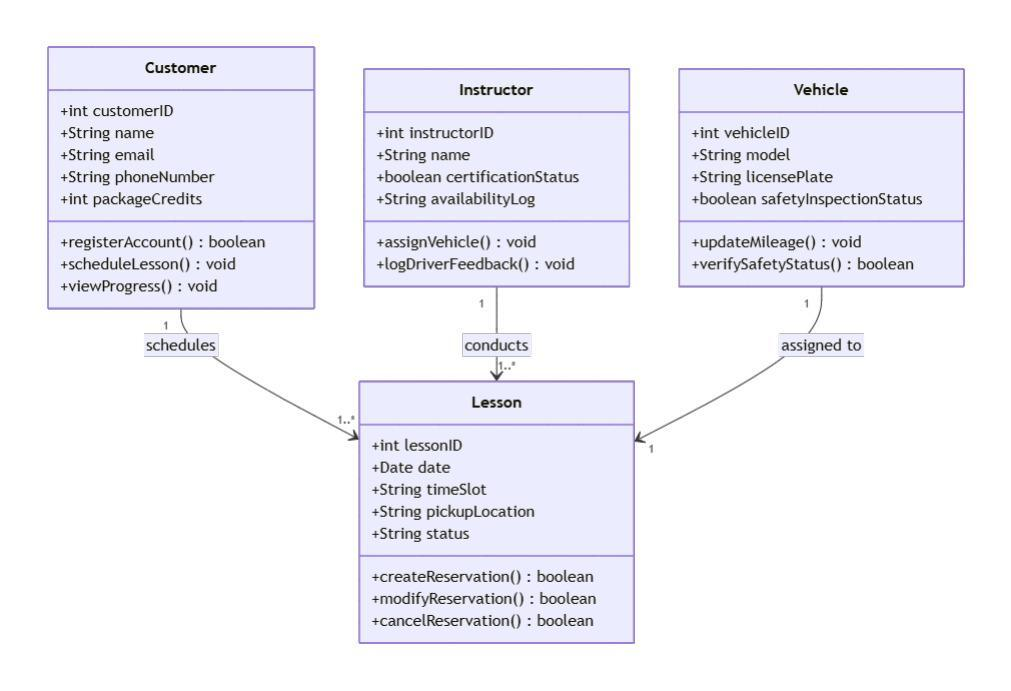 Customer
+int customerID
+String name
+String email
+String phoneNumber
+int packageCredits
+registerAccount() : boolean
+scheduleLesson() : void
+viewProgress() : void
Instructor
+int instructorID
+String name
+boolean certificationStatus
+String availabilityLog
+assignVehicle() : void
+logDriverFeedback() : void
Vehicle
+int vehicleID
+String model
+String licensePlate
+boolean safetyInspectionStatus
+updateMileage() : void
+verifySafetyStatus() : boolean
1
schedules
1..*
1
conducts
1..*
1
assigned to
1
Lesson
+int lessonID
+Date date
+String timeSlot
+String pickupLocation
+String status
+createReservation() : boolean
+modifyReservation() : boolean
+cancelReservation() : boolean